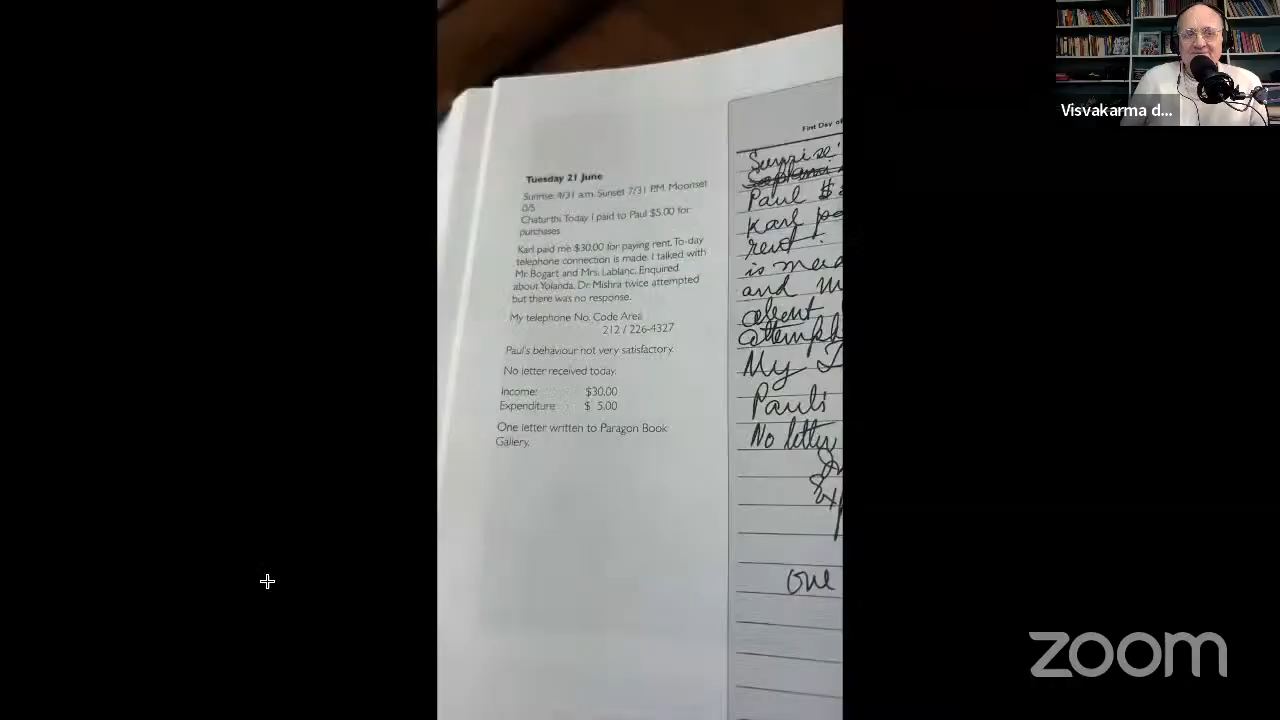 Tuesday 21 June
Sunrise 4/31 a.m. Sunset 7/31 P.M. Moonset
0/5
Chaturthi. Today I paid to Paul $5.00 for
purchases
Karl paid me $30.00 for paying rent. To-day
telephone connection is made. I talked with
Mr. Bogart and Mrs. Lablanc. Enquired
about Yolanda. Dr. Mishra twice attempted
but there was no response.
My telephone No. Code Area
212 / 226-4327
Paul's behaviour not very satisfactory.
No letter received today.
Income: $30.00
Expenditure $ 5.00
One letter written to Paragon Book
Gallery.
First Day of
Sunrise
Paul $
Karl
rent
is
and
about
My
Paul's
No letter
one
Visvakarma d...
zoom